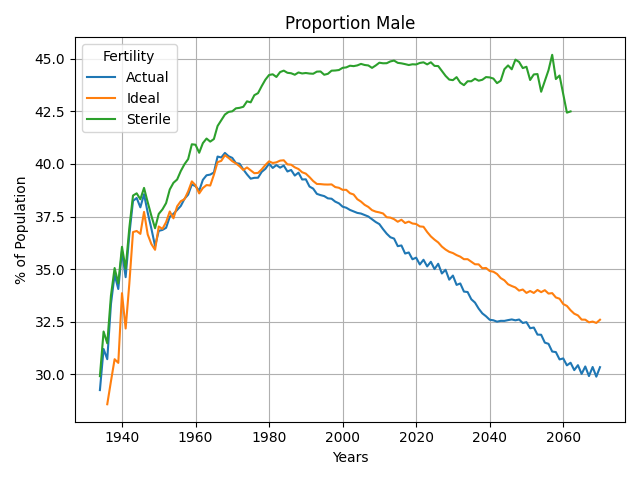 Proportion Male
Fertility
Actual
Ideal
Sterile
% of Population
45.0
42.5
40.0
37.5
35.0
32.5
30.0
1940
1960
1980
2000
2020
2040
2060
Years